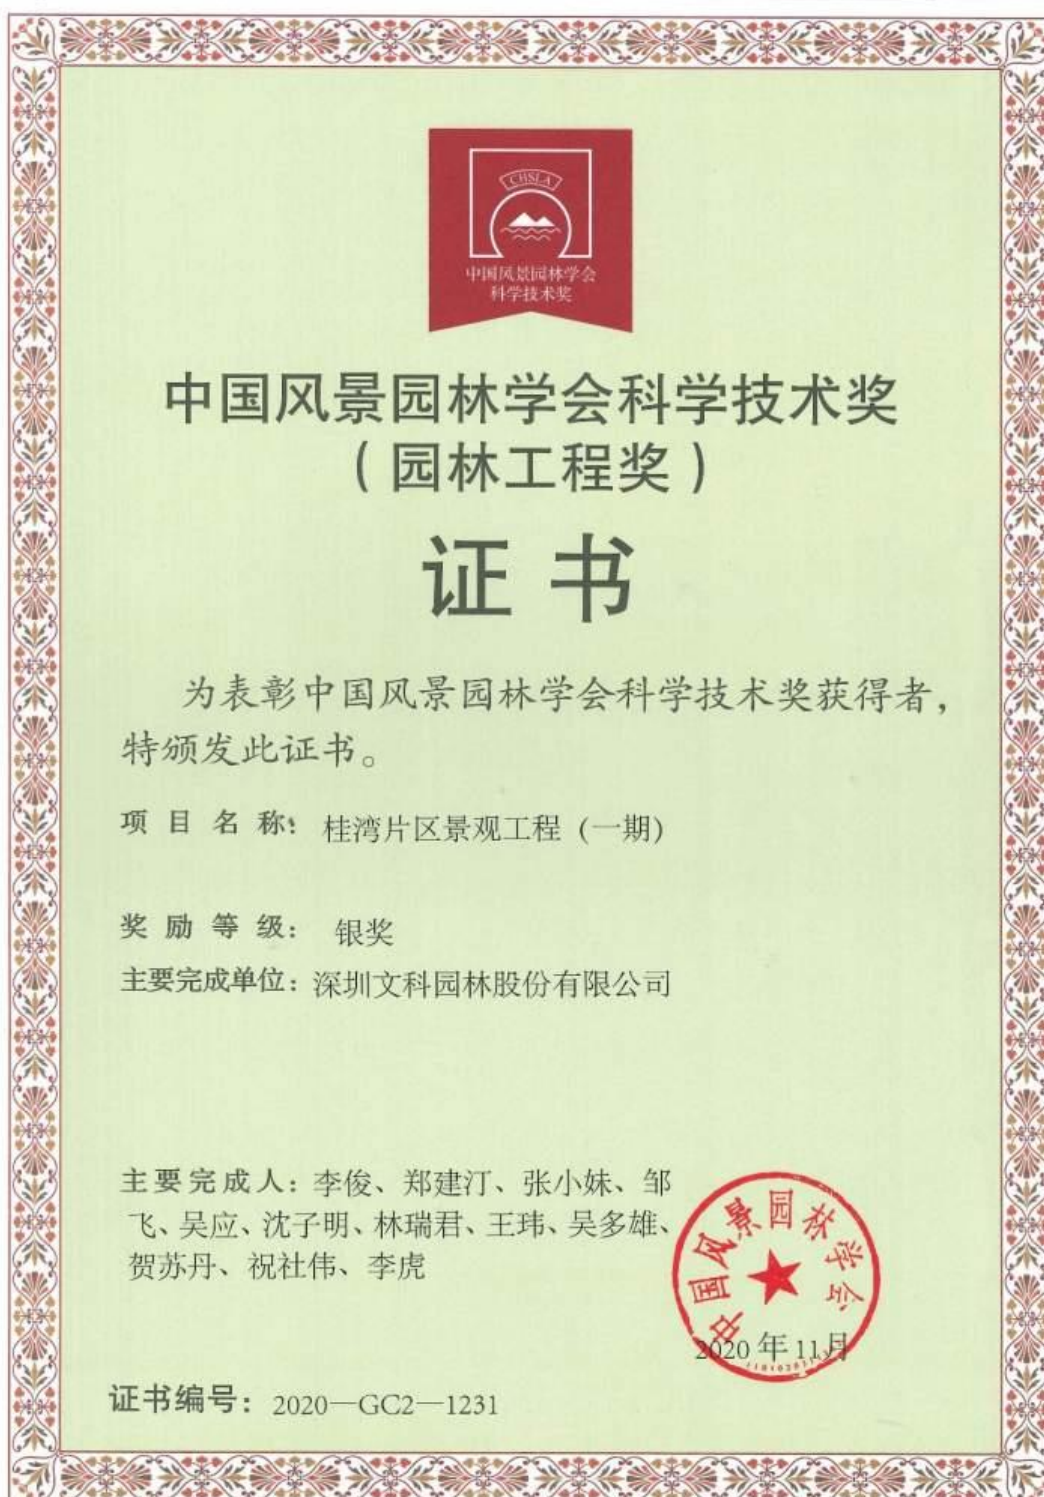 CHSLA
中国风景园林学会
科学技术奖
中国风景园林学会科学技术奖
（园林工程奖）
证书
为表彰中国风景园林学会科学技术奖获得者，
特颁发此证书。
项目名称：桂湾片区景观工程（一期）
奖励等级：银奖
主要完成单位：深圳文科园林股份有限公司
主要完成人：李俊、郑建汀、张小妹、邹
飞、吴应、沈子明、林瑞君、王玮、吴多雄、
贺苏丹、祝社伟、李虎
中国风景园林学会
2020年11月
证书编号：2020—GC2—1231